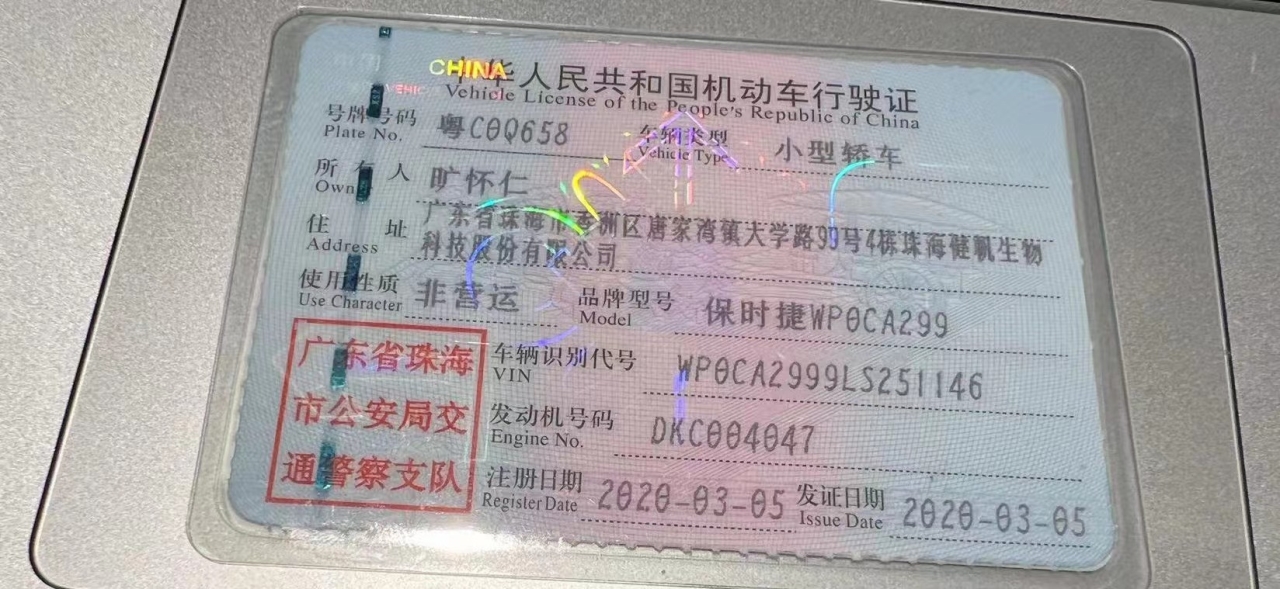 CHINA
中华人民共和国机动车行驶证
Vehicle License of the People's Republic of China
号牌号码 粤C0Q658 车辆类型 小型轿车
Plate No. Vehicle Type
所有人 旷怀仁
Owner
住址 广东省珠海市香洲区唐家湾镇大学路99号4栋珠海健帆生物
Address 科技股份有限公司
使用性质 非营运 品牌型号 保时捷WP0CA299
Use Character Model
广东省珠海
市公安局交
通警察支队
车辆识别代号 WP0CA2999LS251146
VIN
发动机号码 DKC004047
Engine No.
注册日期 2020-03-05 发证日期 2020-03-05
Register Date Issue Date